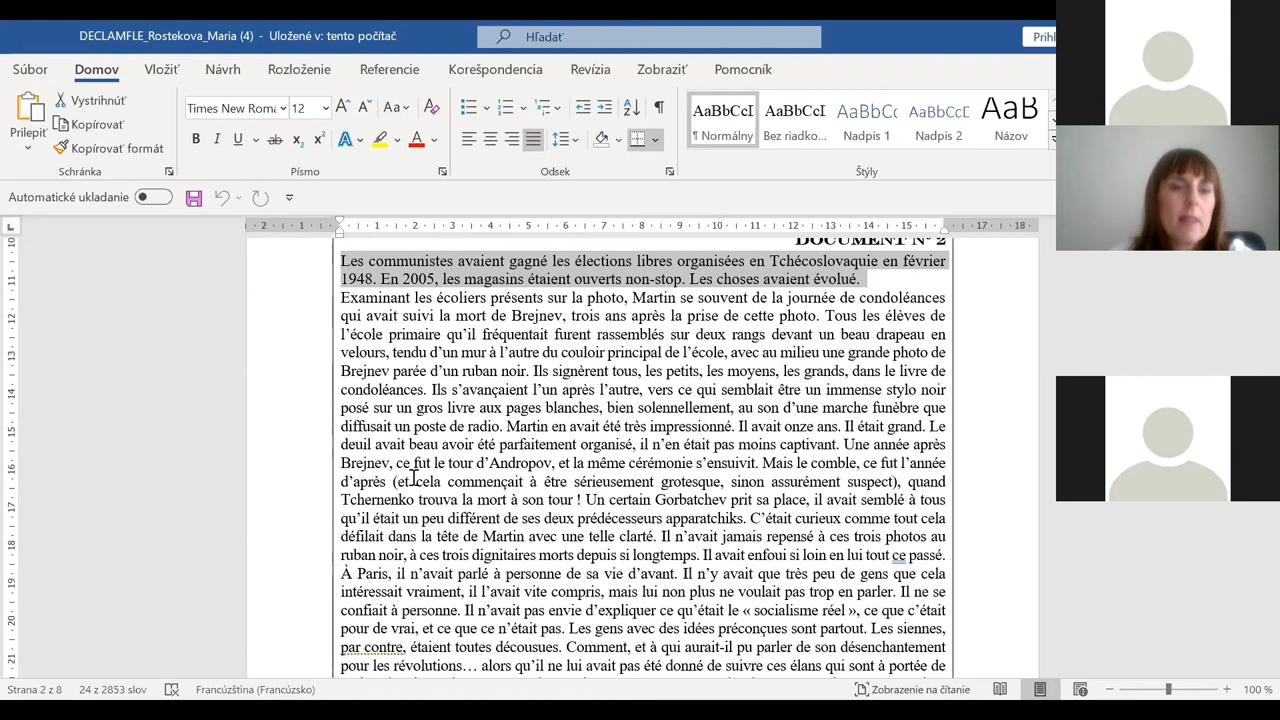 DECLAMFLE_Rostekova_Maria (4) - Uložené v: tento počítač
Hľadať
Súbor Domov Vložiť Návrh Rozloženie Referencie Korešpondencia Revízia Zobraziť Pomocník
Prilepiť
Vystrihnúť
Kopírovať
Kopírovať formát
Schránka
Times New Roma 12
Písmo
Odsek
AaBbCcI AaBbCcI AaBbCc AaBbCcD AaB
¶ Normálny Bez riadko... Nadpis 1 Nadpis 2 Názov
Štýly
Automatické ukladanie
2 1 1 2 3 4 5 6 7 8 9 10 11 12 13 14 15 17 18
DOCUMENT N° 2
Les communistes avaient gagné les élections libres organisées en Tchécoslovaquie en février
1948. En 2005, les magasins étaient ouverts non-stop. Les choses avaient évolué.
Examinant les écoliers présents sur la photo, Martin se souvent de la journée de condoléances
qui avait suivi la mort de Brejnev, trois ans après la prise de cette photo. Tous les élèves de
l’école primaire qu’il fréquentait furent rassemblés sur deux rangs devant un beau drapeau en
velours, tendu d’un mur à l’autre du couloir principal de l’école, avec au milieu une grande photo de
Brejnev parée d’un ruban noir. Ils signèrent tous, les petits, les moyens, les grands, dans le livre de
condoléances. Ils s’avançaient l’un après l’autre, vers ce qui semblait être un immense stylo noir
posé sur un gros livre aux pages blanches, bien solennellement, au son d’une marche funèbre que
diffusait un poste de radio. Martin en avait été très impressionné. Il avait onze ans. Il était grand. Le
deuil avait beau avoir été parfaitement organisé, il n’en était pas moins captivant. Une année après
Brejnev, ce fut le tour d’Andropov, et la même cérémonie s’ensuivit. Mais le comble, ce fut l’année
d’après (et cela commençait à être sérieusement grotesque, sinon assurément suspect), quand
Tchernenko trouva la mort à son tour ! Un certain Gorbatchev prit sa place, il avait semblé à tous
qu’il était un peu différent de ses deux prédécesseurs apparatchiks. C’était curieux comme tout cela
défilait dans la tête de Martin avec une telle clarté. Il n’avait jamais repensé à ces trois photos au
ruban noir, à ces trois dignitaires morts depuis si longtemps. Il avait enfoui si loin en lui tout ce passé.
À Paris, il n’avait parlé à personne de sa vie d’avant. Il n’y avait que très peu de gens que cela
intéressait vraiment, il l’avait vite compris, mais lui non plus ne voulait pas trop en parler. Il ne se
confiait à personne. Il n’avait pas envie d’expliquer ce qu’était le « socialisme réel », ce que c’était
pour de vrai, et ce que ce n’était pas. Les gens avec des idées préconçues sont partout. Les siennes,
par contre, étaient toutes décousues. Comment, et à qui aurait-il pu parler de son désenchantement
pour les révolutions… alors qu’il ne lui avait pas été donné de suivre ces élans qui sont à portée de
Strana 2 z 8 24 z 2853 slov Francúzština (Francúzsko) Zobrazenie na čítanie 100 %